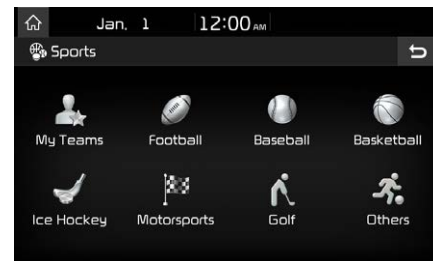 Jan. 1 12:00 AM
Sports
My Teams Football Baseball Basketball
Ice Hockey Motorsports Golf Others